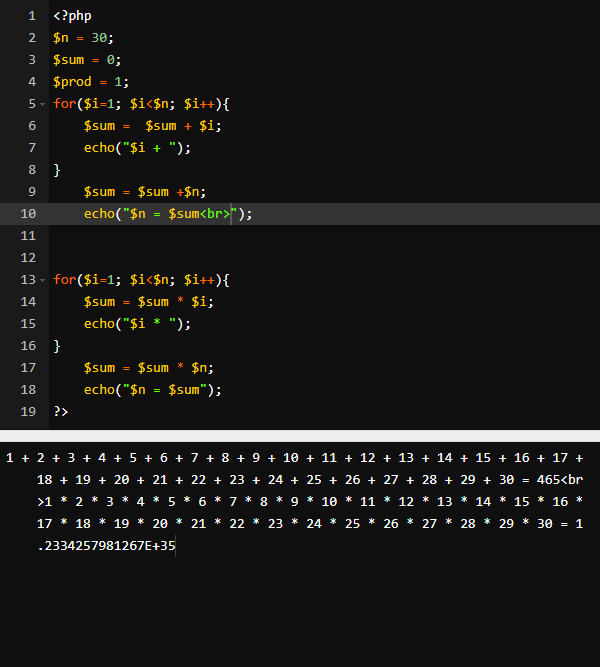 1 <?php
2 $n = 30;
3 $sum = 0;
4 $prod = 1;
5 for($i=1; $i<$n; $i++){
6 $sum =  $sum + $i;
7 echo("$i + ");
8 }
9 $sum = $sum +$n;
10 echo("$n = $sum<br>");
11
12
13 for($i=1; $i<$n; $i++){
14 $sum = $sum * $i;
15 echo("$i * ");
16 }
17 $sum = $sum * $n;
18 echo("$n = $sum");
19 ?>
1 + 2 + 3 + 4 + 5 + 6 + 7 + 8 + 9 + 10 + 11 + 12 + 13 + 14 + 15 + 16 + 17 +
18 + 19 + 20 + 21 + 22 + 23 + 24 + 25 + 26 + 27 + 28 + 29 + 30 = 465<br
>1 * 2 * 3 * 4 * 5 * 6 * 7 * 8 * 9 * 10 * 11 * 12 * 13 * 14 * 15 * 16 *
17 * 18 * 19 * 20 * 21 * 22 * 23 * 24 * 25 * 26 * 27 * 28 * 29 * 30 = 1
.2334257981267E+35